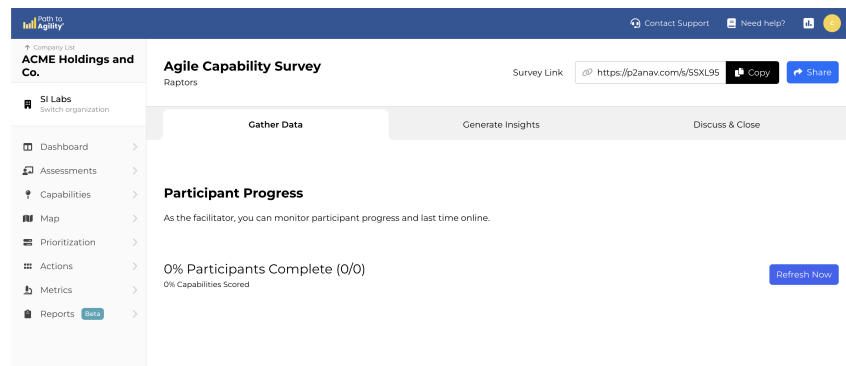 Path to
Agility®
Contact Support
Need help?
C
Company List
ACME Holdings and
Co.
SI Labs
Switch organization
Dashboard
Assessments
Capabilities
Map
Prioritization
Actions
Metrics
Reports Beta
Agile Capability Survey
Raptors
Survey Link
https://p2anav.com/s/5SXL95
Copy
Share
Gather Data
Generate Insights
Discuss & Close
Participant Progress
As the facilitator, you can monitor participant progress and last time online.
0% Participants Complete (0/0)
0% Capabilities Scored
Refresh Now